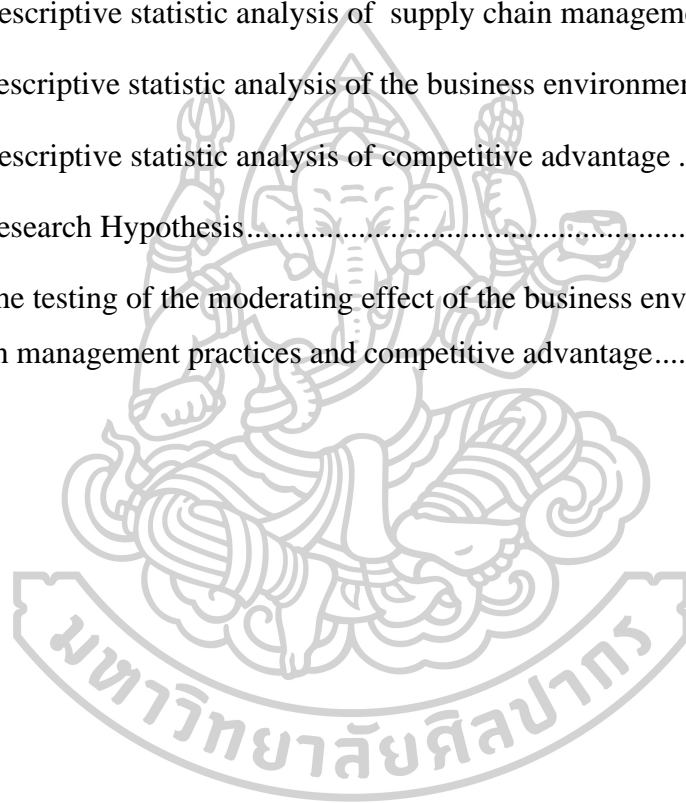 escriptive statistic analysis of supply chain manageme
escriptive statistic analysis of the business environmen
escriptive statistic analysis of competitive advantage .
esearch Hypothesis.......................................................
he testing of the moderating effect of the business env
n management practices and competitive advantage....
มหาวิทยาลัยศิลปากร